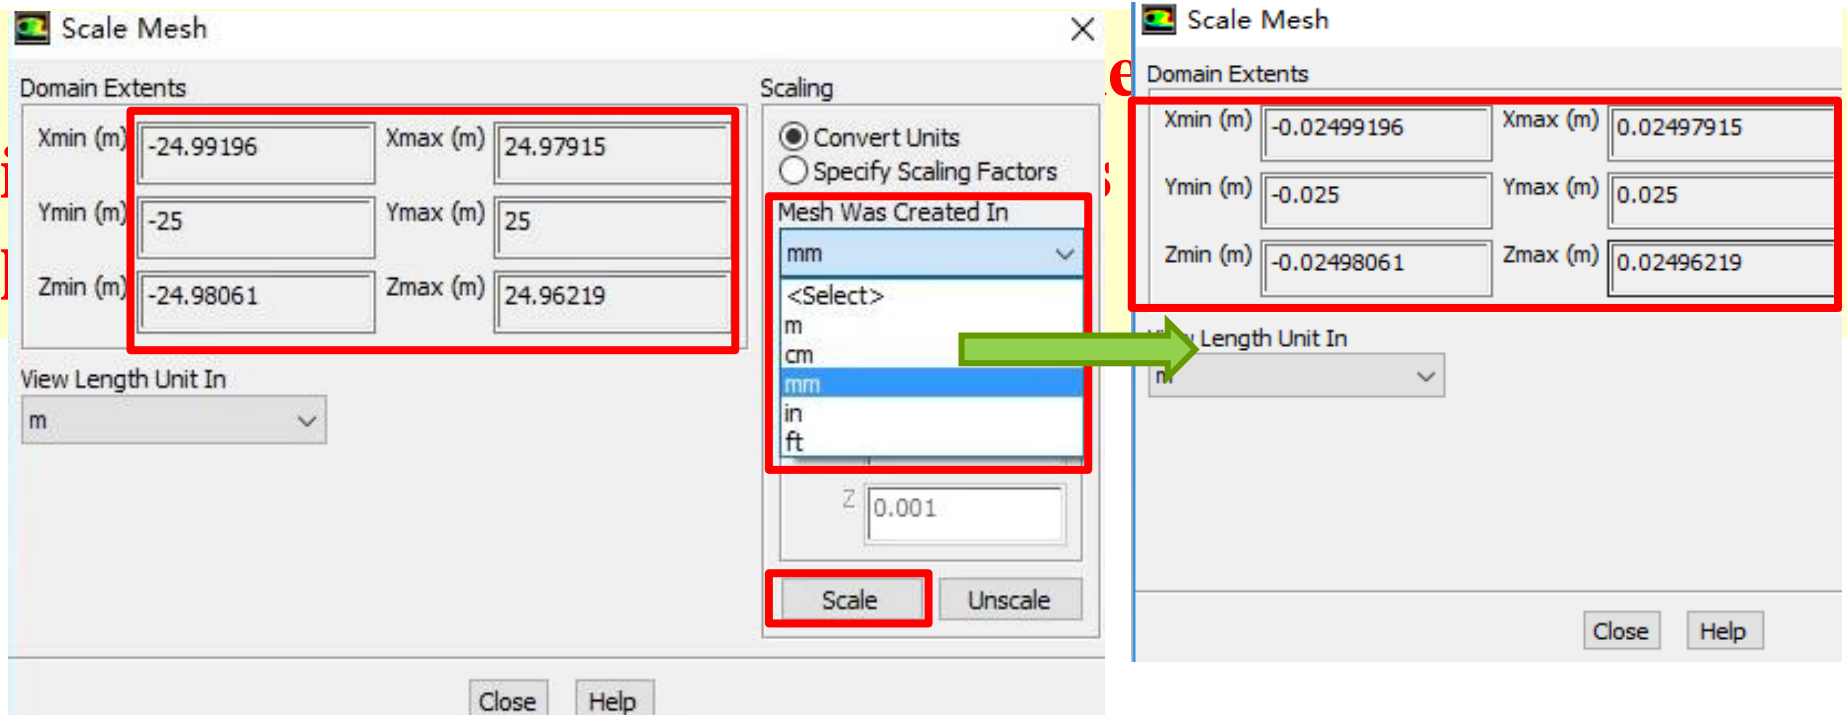 Scale Mesh
Domain Extents
Xmin (m) -24.99196 Xmax (m) 24.97915
Ymin (m) -25 Ymax (m) 25
Zmin (m) -24.98061 Zmax (m) 24.96219
View Length Unit In
m
Scaling
Convert Units
Specify Scaling Factors
Mesh Was Created In
mm
<Select>
m
cm
mm
in
ft
Z 0.001
Scale Unscale
Close Help
Scale Mesh
Domain Extents
Xmin (m) -0.02499196 Xmax (m) 0.02497915
Ymin (m) -0.025 Ymax (m) 0.025
Zmin (m) -0.02498061 Zmax (m) 0.02496219
Length Unit In
m
Close Help